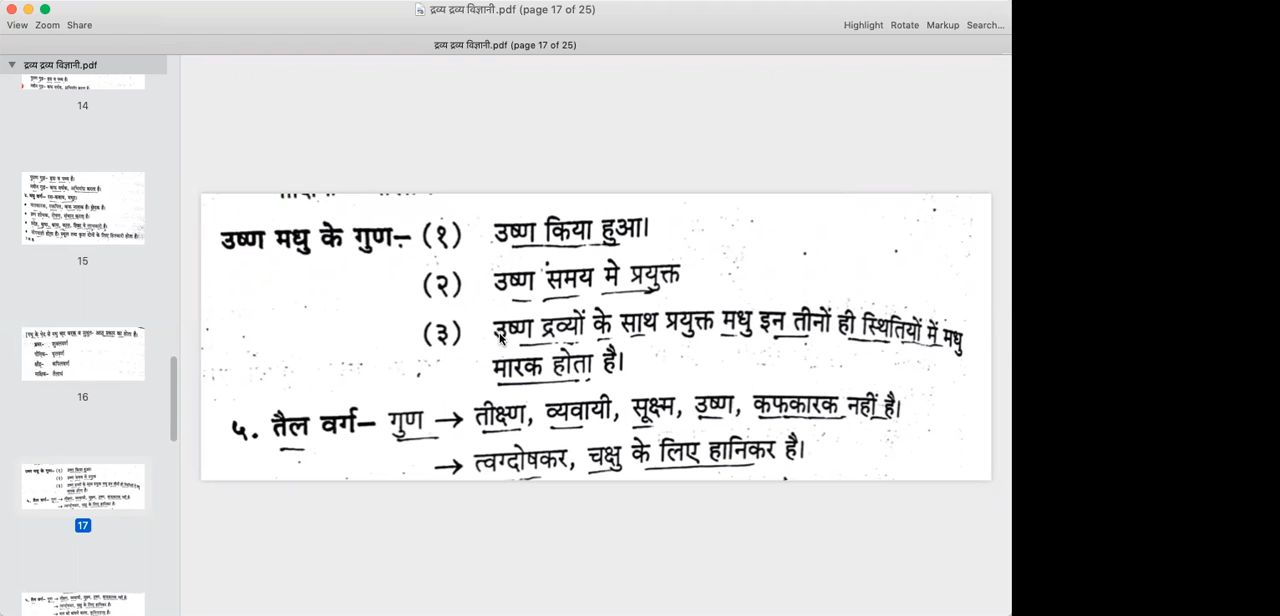 द्रव्य द्रव्य विज्ञानी.pdf (page 17 of 25)
View Zoom Share
Highlight Rotate Markup Search...
द्रव्य द्रव्य विज्ञानी.pdf (page 17 of 25)
द्रव्य द्रव्य विज्ञानी.pdf
14
15
16
17
उष्ण मधु के गुण:- (१) उष्ण किया हुआ।
(२) उष्ण संमय मे प्रयुक्त
(३) उष्ण द्रव्यों के साथ प्रयुक्त मधु इन तीनों ही स्थितियों में मधु
मारक होता है।
५. तैल वर्ग- गुण → तीक्ष्ण, व्यवायी, सूक्ष्म, उष्ण, कफकारक नहीं है।
→ त्वग्दोषकर, चक्षु के लिए हानिकर है।